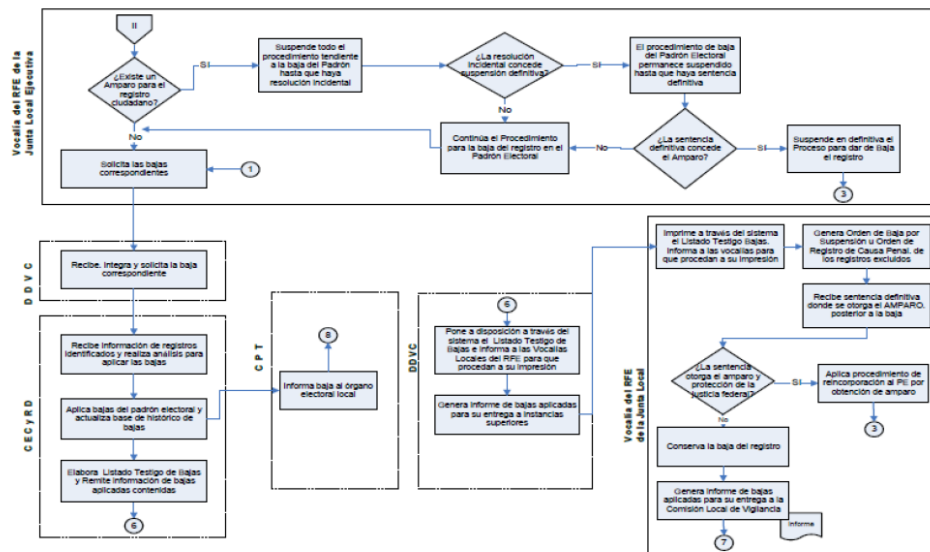 Vocalía del RFE de la
Junta Local Ejecutiva
II
¿Existe un
Amparo para el
registro
ciudadano?
SI
No
Suspende todo el
procedimiento tendiente
a la baja del Padrón
hasta que haya
resolución Incidental
¿La resolución
Incidental concede
suspensión definitiva?
SI
No
El procedimiento de baja
del Padrón Electoral
permanece suspendido
hasta que haya sentencia
definitiva
Continúa el Procedimiento
para la baja del registro en el
Padrón Electoral
No
¿La sentencia
definitiva concede
el Amparo?
SI
Suspende en definitiva el
Proceso para dar de Baja
el registro
3
Solicita las bajas
correspondientes
1
DDVC
Recibe, Integra y solicita la baja
correspondiente
CECyRD
Recibe información de registros
identificados y realiza análisis para
aplicar las bajas
Aplica bajas del padrón electoral y
actualiza base de histórico de
bajas
Elabora Listado Testigo de Bajas
y Remite información de bajas
aplicadas contenidas
6
CPT
8
Informa baja al órgano
electoral local
DDVC
6
Pone a disposición a través del
sistema el Listado Testigo de
Bajas e informa a las Vocalías
Locales del RFE para que
procedan a su impresión
Genera Informe de bajas aplicadas
para su entrega a instancias
superiores
Vocalía del RFE
de la Junta Local
Imprime a través del sistema
el Listado Testigo Bajas.
Informa a las vocalías para
que procedan a su impresión
Genera Orden de Baja por
Suspensión u Orden de
Registro de Causa Penal, de
los registros excluidos
Recibe sentencia definitiva
donde se otorga el AMPARO,
posterior a la baja
¿La sentencia
otorga el amparo y
protección de la
justicia federal?
SI
No
Aplica procedimiento de
reincorporación al PE por
obtención de amparo
3
Conserva la baja del registro
Genera Informe de bajas
aplicadas para su entrega a la
Comisión Local de Vigilancia
Informe
7